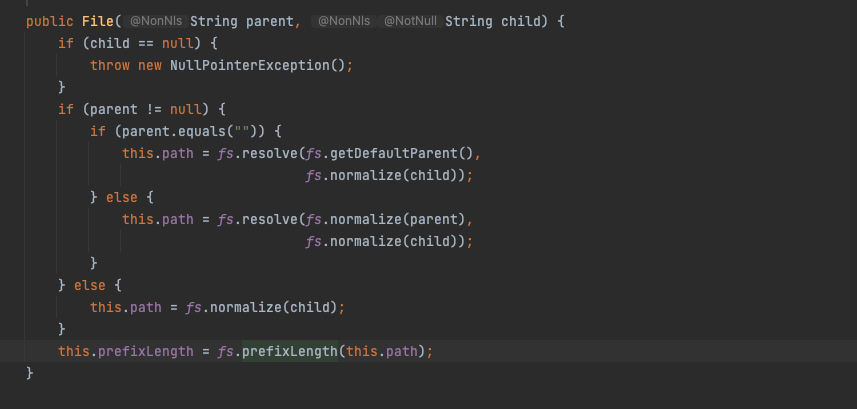 public File( @NonNls String parent, @NonNls @NotNull String child) {
if (child == null) {
throw new NullPointerException();
}
if (parent != null) {
if (parent.equals("")) {
this.path = fs.resolve(fs.getDefaultParent(),
fs.normalize(child));
} else {
this.path = fs.resolve(fs.normalize(parent),
fs.normalize(child));
}
} else {
this.path = fs.normalize(child);
}
this.prefixLength = fs.prefixLength(this.path);
}